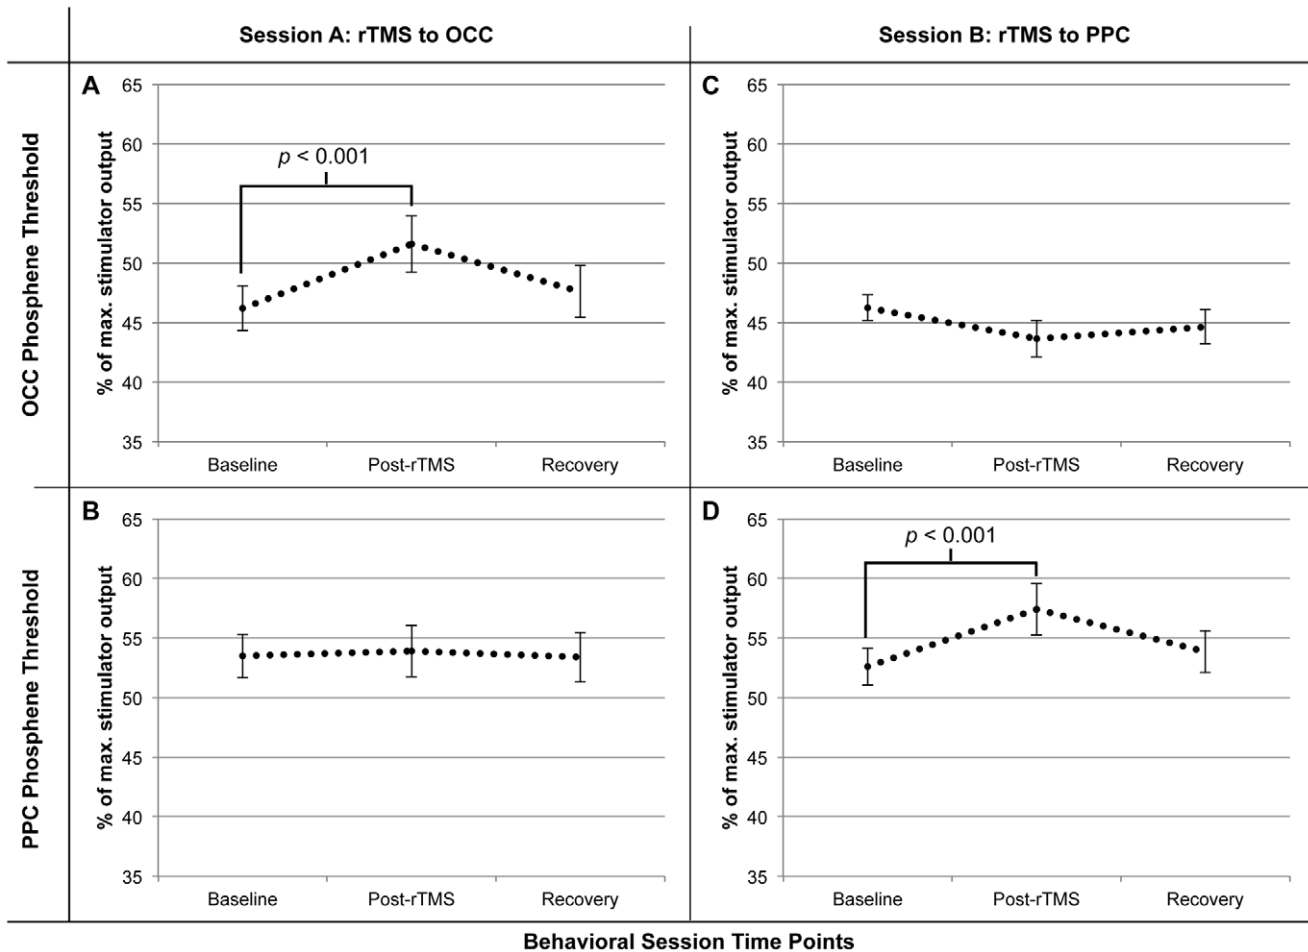 Session A: rTMS to OCC
Session B: rTMS to PPC
OCC Phosphene Threshold
A
% of max. stimulator output
65
60
55
50
45
40
35
p < 0.001
Baseline
Post-rTMS
Recovery
C
% of max. stimulator output
65
60
55
50
45
40
35
Baseline
Post-rTMS
Recovery
PPC Phosphene Threshold
B
% of max. stimulator output
65
60
55
50
45
40
35
Baseline
Post-rTMS
Recovery
D
% of max. stimulator output
65
60
55
50
45
40
35
p < 0.001
Baseline
Post-rTMS
Recovery
Behavioral Session Time Points